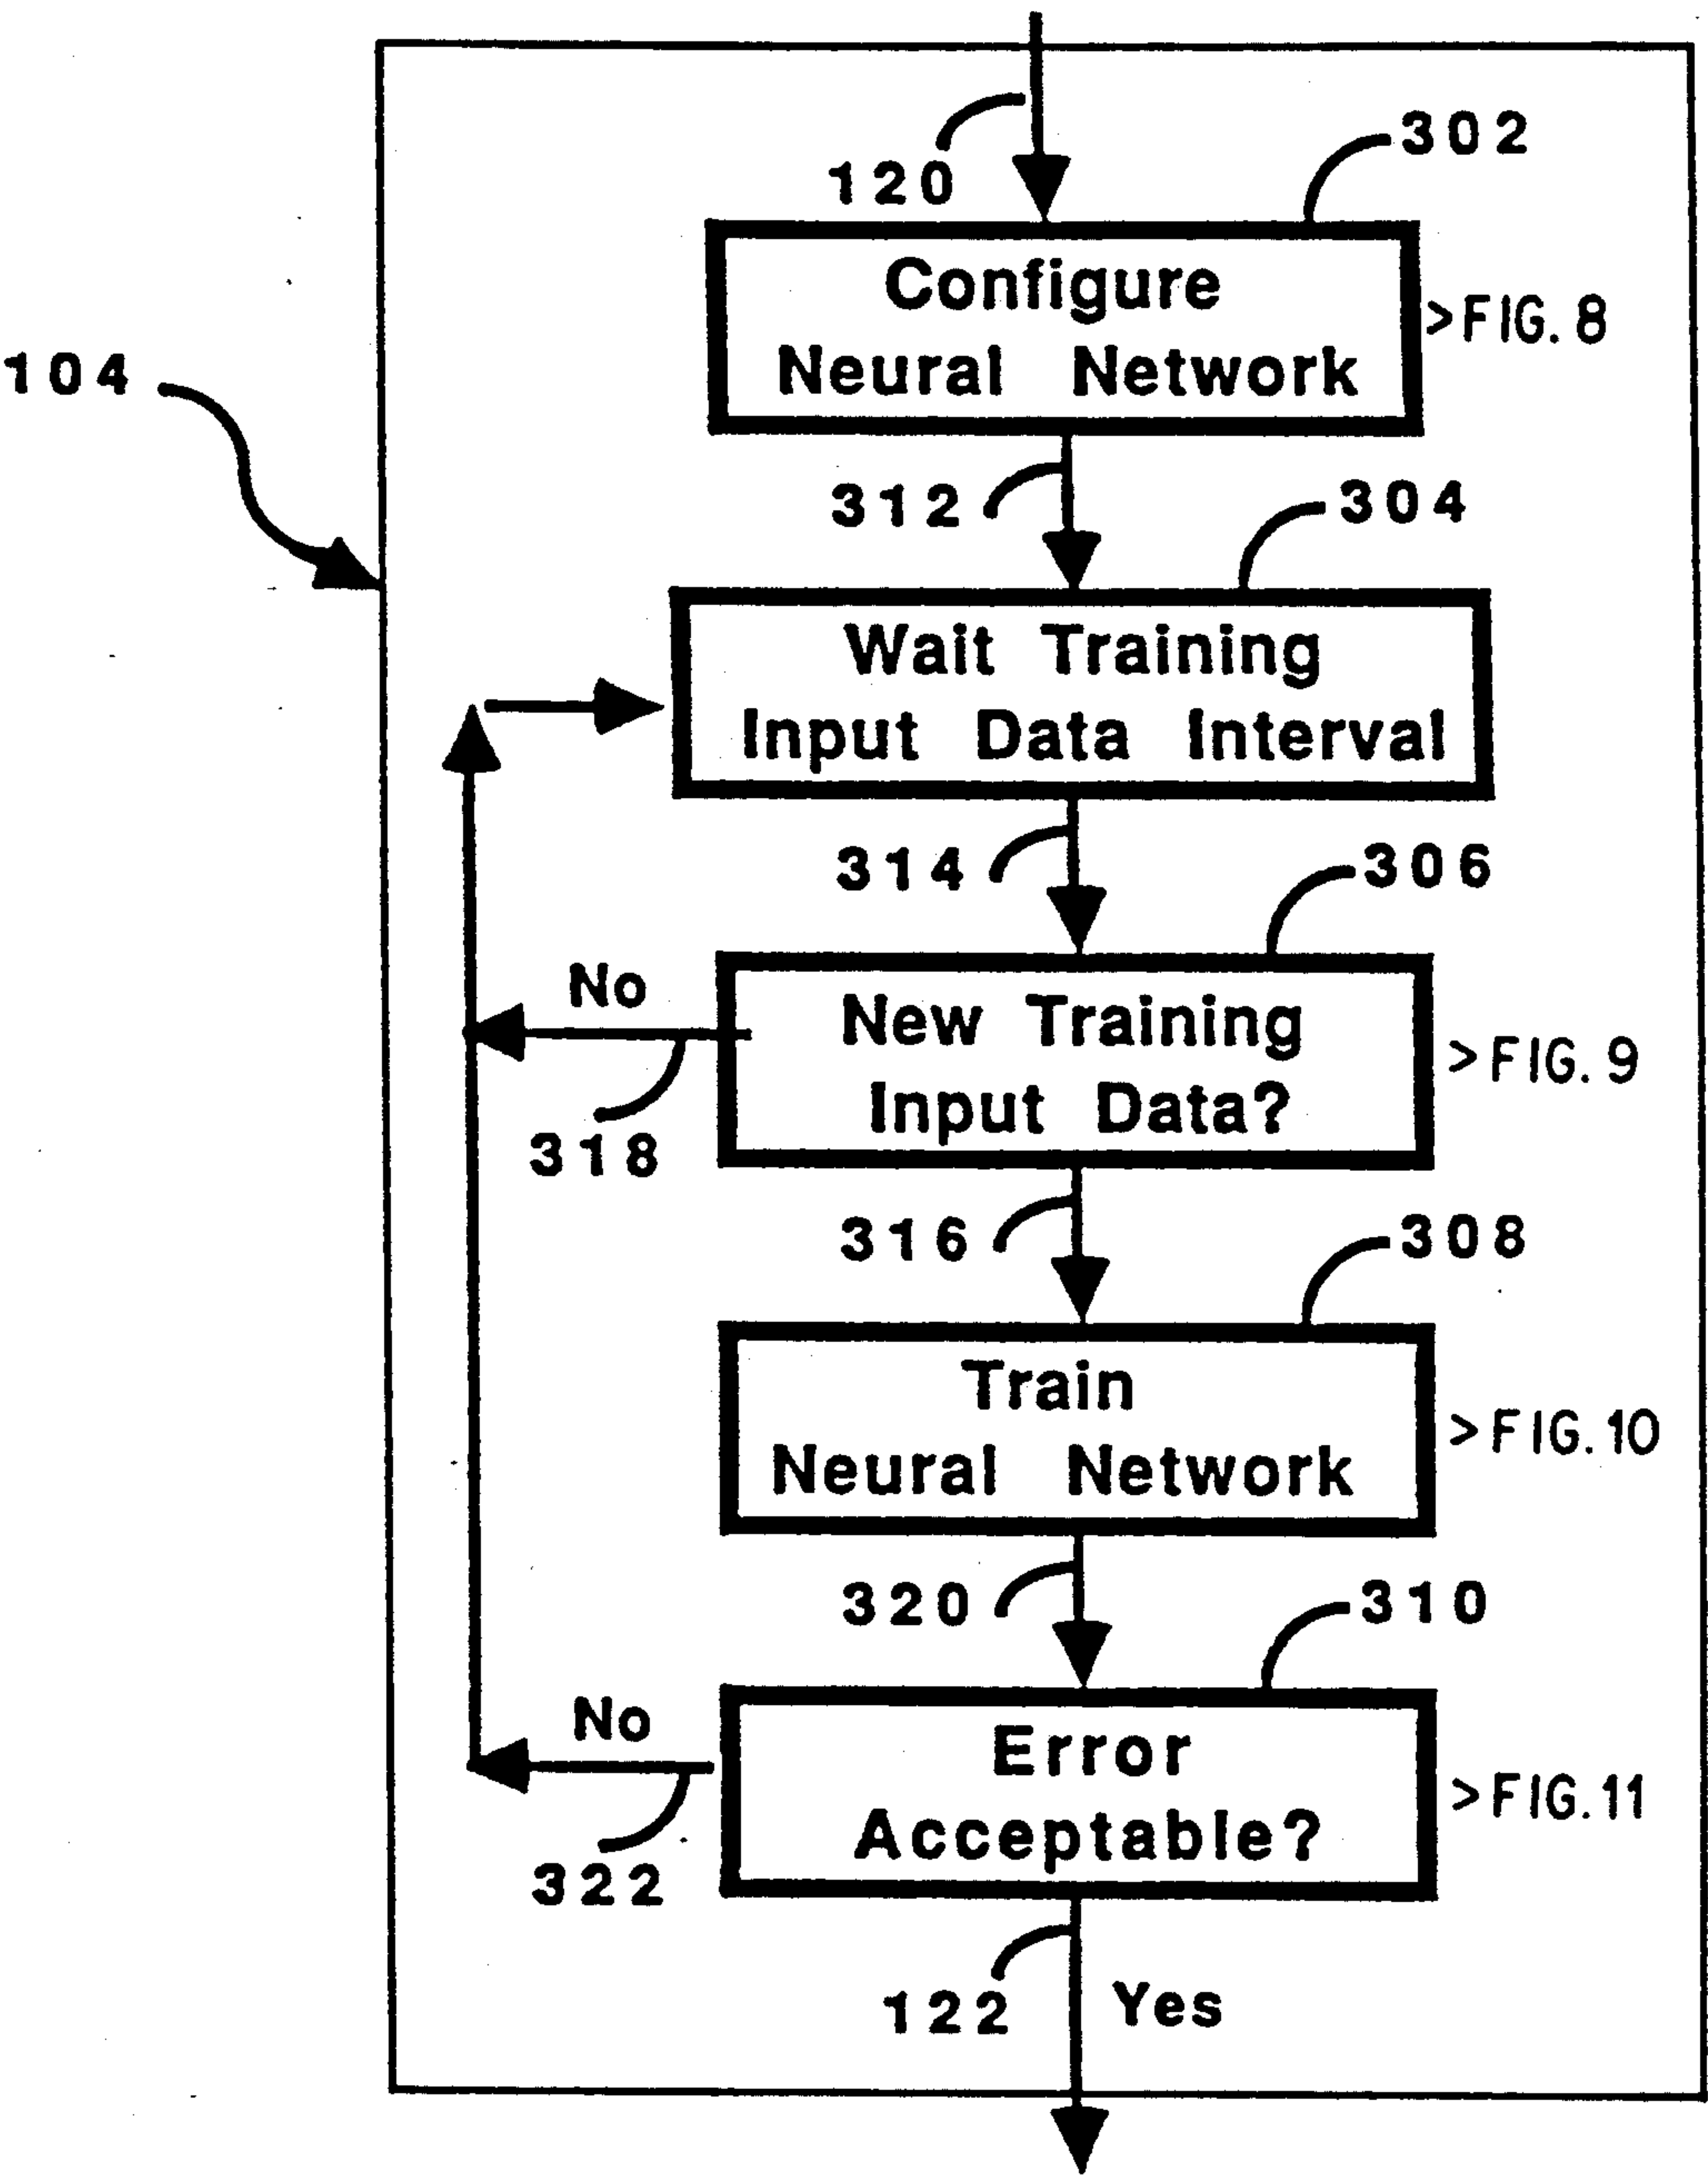 302
120
Configure
Neural Network
>FIG. 8
104
312
304
Wait Training
Input Data Interval
314
306
No
New Training
Input Data?
>FIG. 9
318
316
308
Train
Neural Network
>FIG. 10
320
310
No
Error
Acceptable?
>FIG. 11
322
122
Yes